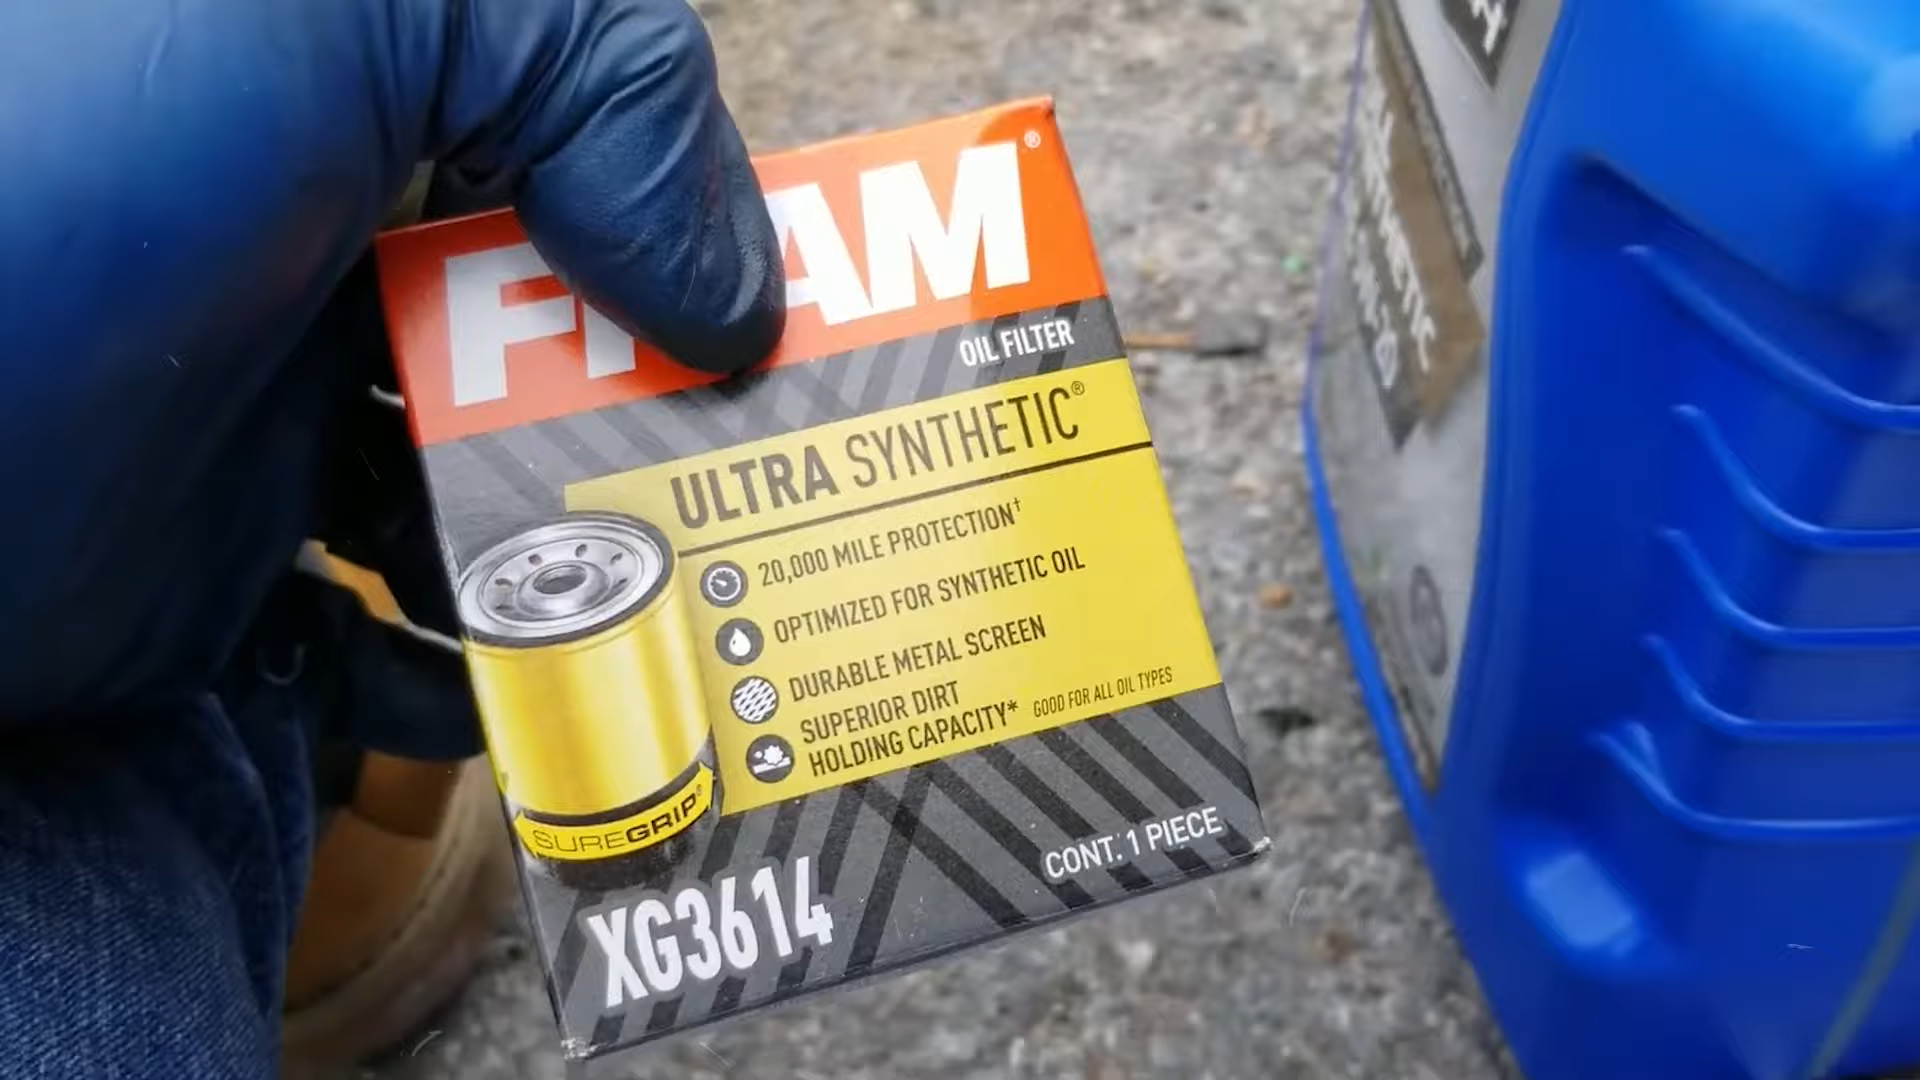 FRAM®
OIL FILTER
ULTRA SYNTHETIC®
20,000 MILE PROTECTION†
OPTIMIZED FOR SYNTHETIC OIL
DURABLE METAL SCREEN
SUPERIOR DIRT
HOLDING CAPACITY*
GOOD FOR ALL OIL TYPES
SUREGRIP®
CONT. 1 PIECE
XG3614